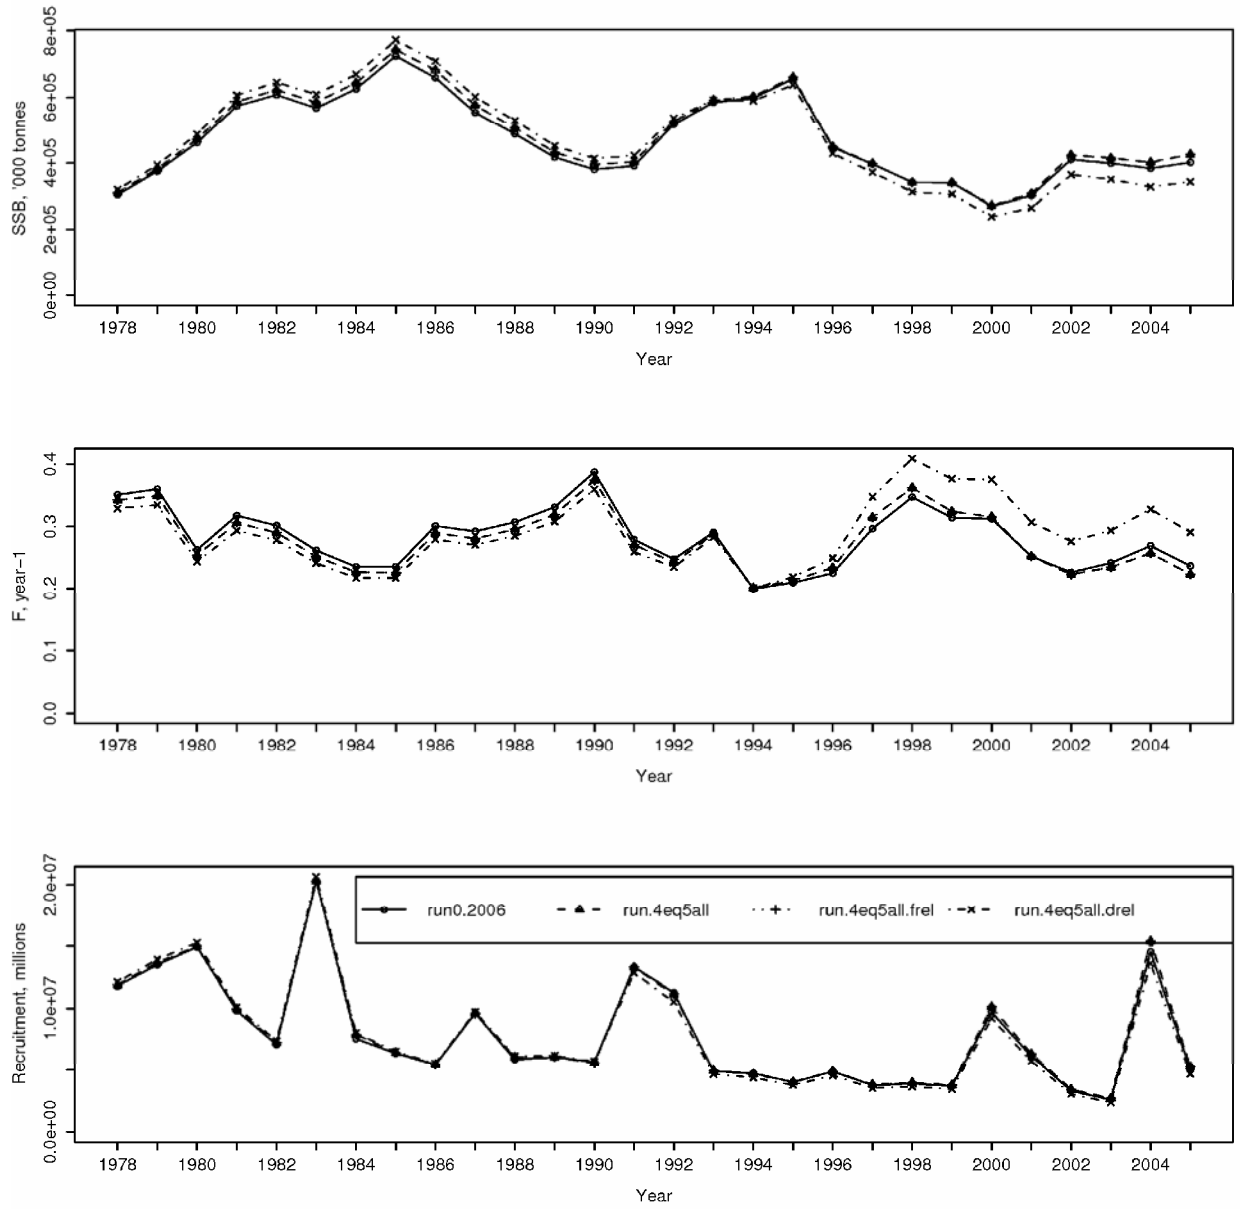 SSB, '000 tonnes
8e+05
6e+05
4e+05
2e+05
0e+00
1978 1980 1982 1984 1986 1988 1990 1992 1994 1996 1998 2000 2002 2004
Year
F, year−1
0.4
0.3
0.2
0.1
0.0
1978 1980 1982 1984 1986 1988 1990 1992 1994 1996 1998 2000 2002 2004
Year
Recruitment, millions
2.0e+07
1.0e+07
0.0e+00
run0.2006 run.4eq5all run.4eq5all.frel run.4eq5all.drel
1978 1980 1982 1984 1986 1988 1990 1992 1994 1996 1998 2000 2002 2004
Year